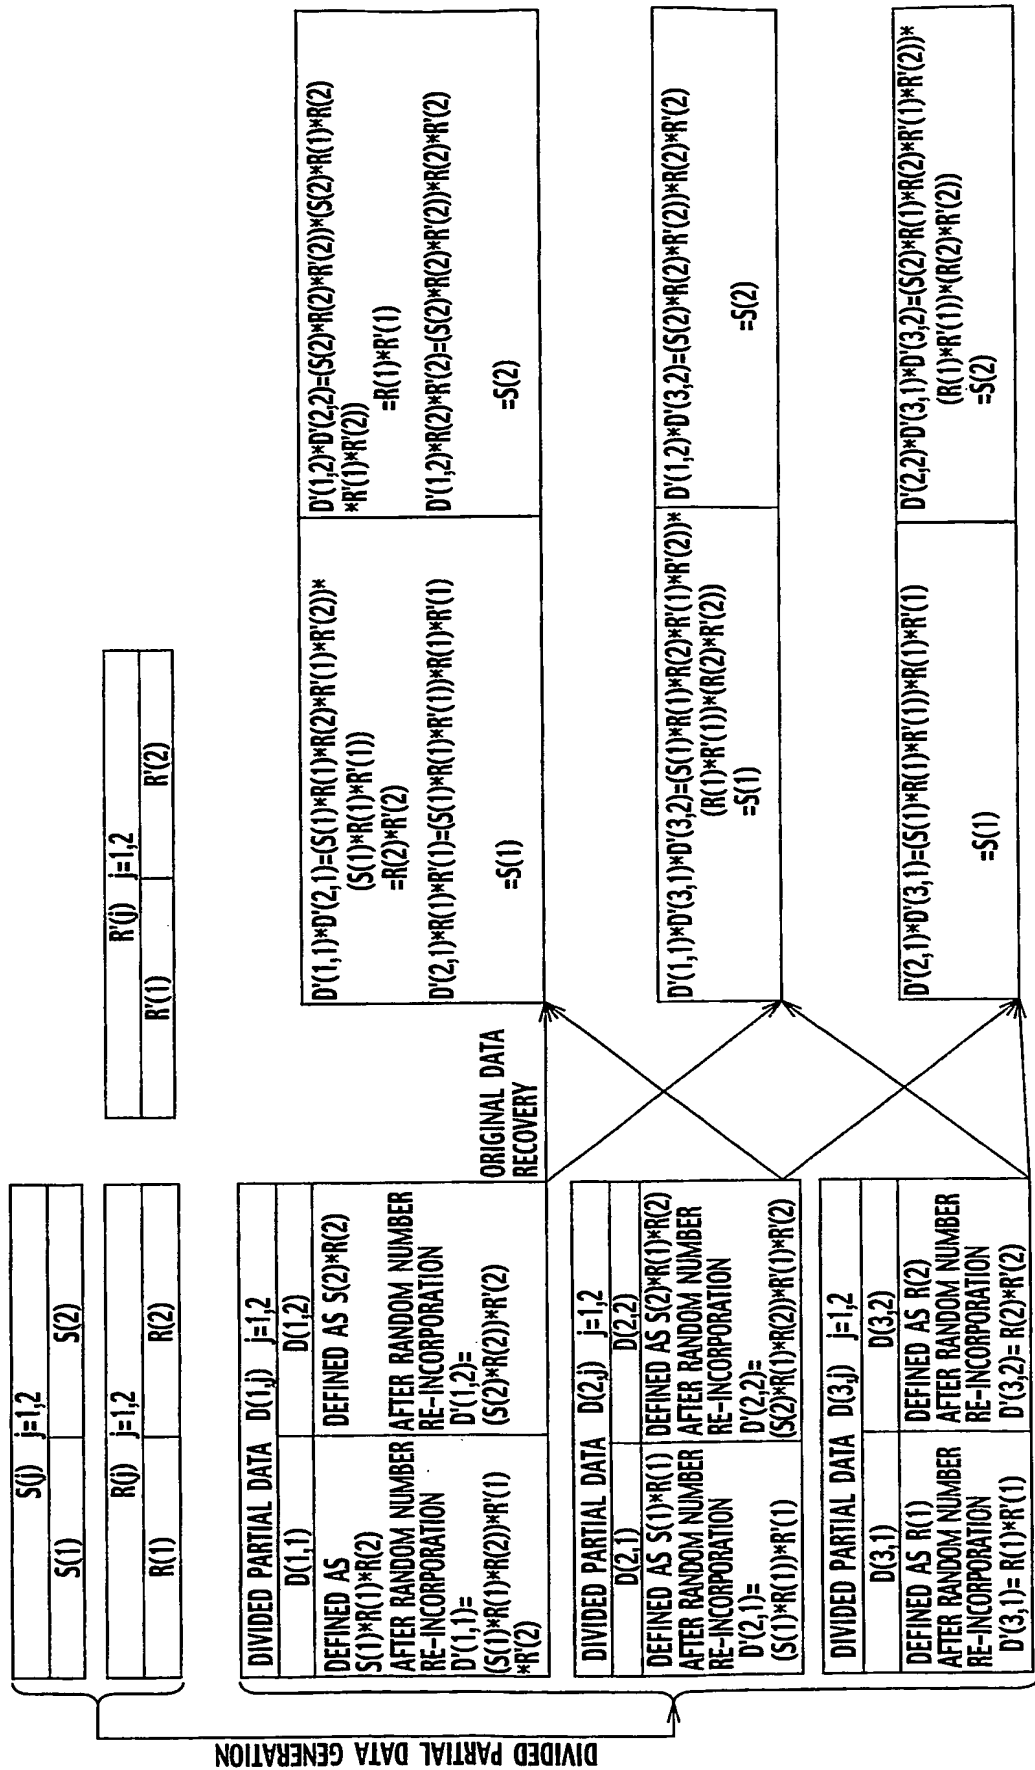 S(j)   j=1,2
S(1)   S(2)
R(j)   j=1,2
R(1)   R(2)
R'(j)   j=1,2
R'(1)   R'(2)
DIVIDED PARTIAL DATA GENERATION
DIVIDED PARTIAL DATA   D(1,j)   j=1,2
D(1,1)
DEFINED AS
S(1)*R(1)*R(2)
AFTER RANDOM NUMBER
RE-INCORPORATION
D'(1,1)=
(S(1)*R(1)*R(2))*R'(1)
*R'(2)
D(1,2)
DEFINED AS S(2)*R(2)
AFTER RANDOM NUMBER
RE-INCORPORATION
D'(1,2)=
(S(2)*R(2))*R'(2)
DIVIDED PARTIAL DATA   D(2,j)   j=1,2
D(2,1)
DEFINED AS S(1)*R(1)
AFTER RANDOM NUMBER
RE-INCORPORATION
D'(2,1)=
(S(1)*R(1))*R'(1)
D(2,2)
DEFINED AS S(2)*R(1)*R(2)
AFTER RANDOM NUMBER
RE-INCORPORATION
D'(2,2)=
(S(2)*R(1)*R(2))*R'(1)*R'(2)
DIVIDED PARTIAL DATA   D(3,j)   j=1,2
D(3,1)
DEFINED AS R(1)
AFTER RANDOM NUMBER
RE-INCORPORATION
D'(3,1)= R(1)*R'(1)
D(3,2)
DEFINED AS R(2)
AFTER RANDOM NUMBER
RE-INCORPORATION
D'(3,2)= R(2)*R'(2)
ORIGINAL DATA
RECOVERY
D'(1,1)*D'(2,1)=(S(1)*R(1)*R(2)*R'(1)*R'(2))*
(S(1)*R(1)*R'(1))
=R(2)*R'(2)
D'(2,1)*R(1)*R'(1)=(S(1)*R(1)*R'(1))*R(1)*R'(1)
=S(1)
D'(1,2)*D'(2,2)=(S(2)*R(2)*R'(2))*(S(2)*R(1)*R(2)
*R'(1)*R'(2))
=R(1)*R'(1)
D'(1,2)*R(2)*R'(2)=(S(2)*R(2)*R'(2))*R(2)*R'(2)
=S(2)
D'(1,1)*D'(3,1)*D'(3,2)=(S(1)*R(1)*R(2)*R'(1)*R'(2))*
(R(1)*R'(1))*(R(2)*R'(2))
=S(1)
D'(1,2)*D'(3,2)=(S(2)*R(2)*R'(2))*R(2)*R'(2)
=S(2)
D'(2,1)*D'(3,1)=(S(1)*R(1)*R'(1))*R(1)*R'(1)
=S(1)
D'(2,2)*D'(3,1)*D'(3,2)=(S(2)*R(1)*R(2)*R'(1)*R'(2))*
(R(1)*R'(1))*(R(2)*R'(2))
=S(2)